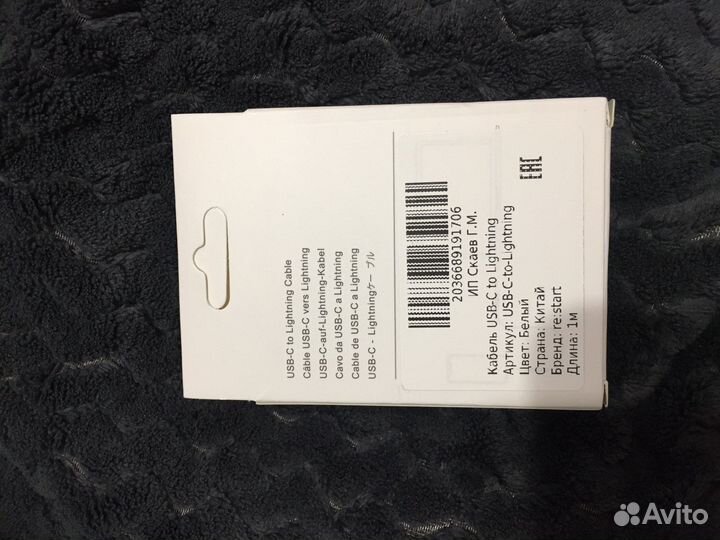 USB-C to Lightning Cable
Câble USB-C vers Lightning
USB-C-auf-Lightning-Kabel
Cavo da USB-C a Lightning
Cable de USB-C a Lightning
USB-C - Lightningケーブル
2036689191706
ИП Скаев Г.М.
Кабель USB-C to Lightning
Артикул: USB-C-to-Lightning
Цвет: Белый
Страна: Китай
Бренд: re:start
Длина: 1м
EAC
Avito